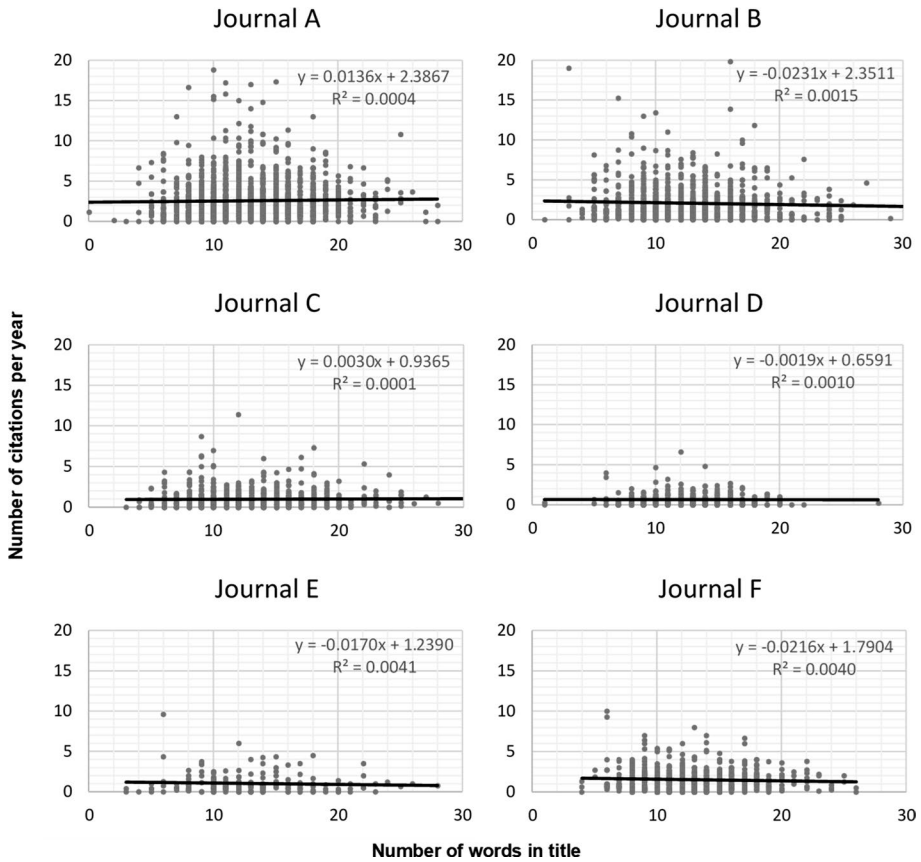 Journal A
Journal B
20
y = 0.0136x + 2.3867
R² = 0.0004
15
10
5
0
0
10
20
30
20
y = -0.0231x + 2.3511
R² = 0.0015
15
10
5
0
0
10
20
30
Number of citations per year
Journal C
Journal D
20
y = 0.0030x + 0.9365
R² = 0.0001
15
10
5
0
0
10
20
30
20
y = -0.0019x + 0.6591
R² = 0.0010
15
10
5
0
0
10
20
30
Journal E
Journal F
20
y = -0.0170x + 1.2390
R² = 0.0041
15
10
5
0
0
10
20
30
20
y = -0.0216x + 1.7904
R² = 0.0040
15
10
5
0
0
10
20
30
Number of words in title